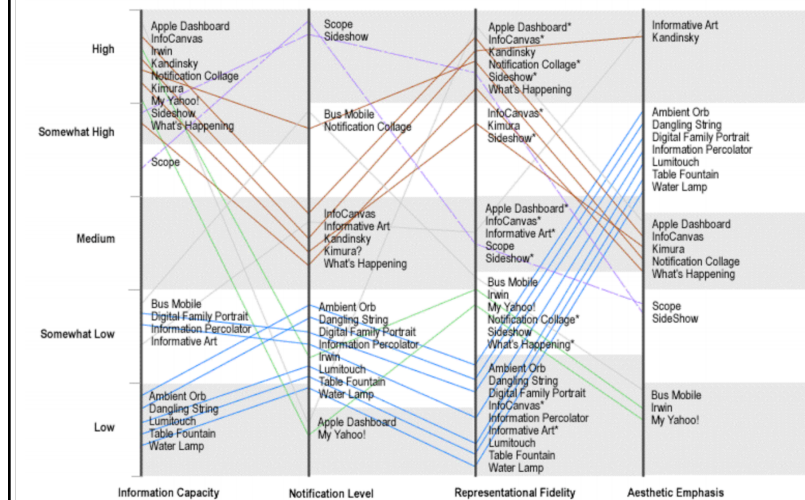 High
Somewhat High
Medium
Somewhat Low
Low
Apple Dashboard
InfoCanvas
Irwin
Kandinsky
Notification Collage
Kimura
My Yahoo!
Sideshow
What's Happening
Scope
Bus Mobile
Digital Family Portrait
Information Percolator
Informative Art
Ambient Orb
Dangling String
Lumitouch
Table Fountain
Water Lamp
Information Capacity
Scope
Sideshow
Bus Mobile
Notification Collage
InfoCanvas
Informative Art
Kandinsky
Kimura?
What's Happening
Ambient Orb
Dangling String
Digital Family Portrait
Information Percolator
Irwin
Lumitouch
Table Fountain
Water Lamp
Apple Dashboard
My Yahoo!
Notification Level
Apple Dashboard*
InfoCanvas*
Kandinsky
Notification Collage*
Sideshow*
What's Happening
InfoCanvas*
Kimura
Sideshow*
Apple Dashboard*
InfoCanvas*
Informative Art*
Scope
Sideshow*
Bus Mobile
Irwin
My Yahoo!
Notification Collage*
Sideshow
What's Happening*
Ambient Orb
Dangling String
Digital Family Portrait
InfoCanvas*
Information Percolator
Informative Art*
Lumitouch
Table Fountain
Water Lamp
Representational Fidelity
Informative Art
Kandinsky
Ambient Orb
Dangling String
Digital Family Portrait
Information Percolator
Lumitouch
Table Fountain
Water Lamp
Apple Dashboard
InfoCanvas
Kimura
Notification Collage
What's Happening
Scope
SideShow
Bus Mobile
Irwin
My Yahoo!
Aesthetic Emphasis